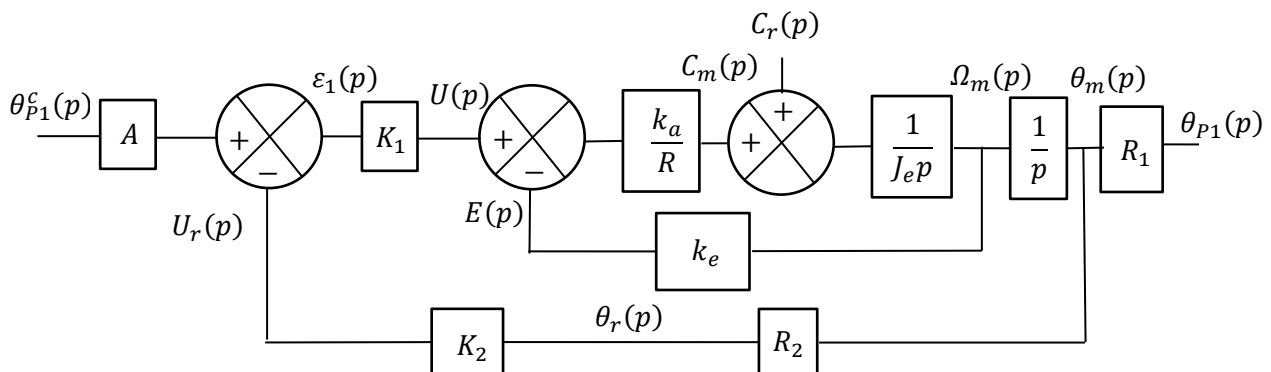 C_r(p)
θ_{P1}^c(p)
A
+
−
ε_1(p)
K_1
U(p)
+
−
k_a
R
C_m(p)
+
+
1
J_e p
Ω_m(p)
1
p
θ_m(p)
R_1
θ_{P1}(p)
U_r(p)
E(p)
k_e
K_2
θ_r(p)
R_2